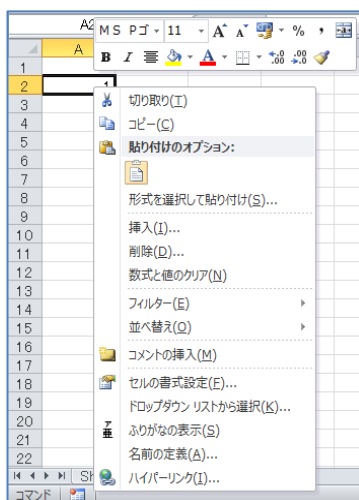 A2
MS Pゴ 11 A A % ,
B I A .0 .00
A
1
2 1
3
4
5
6
7
8
9
10
11
12
13
14
15
16
17
18
19
20
21
22
切り取り(T)
コピー(C)
貼り付けのオプション:
形式を選択して貼り付け(S)...
挿入(I)...
削除(D)...
数式と値のクリア(N)
フィルター(E)
並べ替え(O)
コメントの挿入(M)
セルの書式設定(F)...
ドロップダウン リストから選択(K)...
ふりがなの表示(S)
名前の定義(A)...
ハイパーリンク(I)...
Sh
コマンド